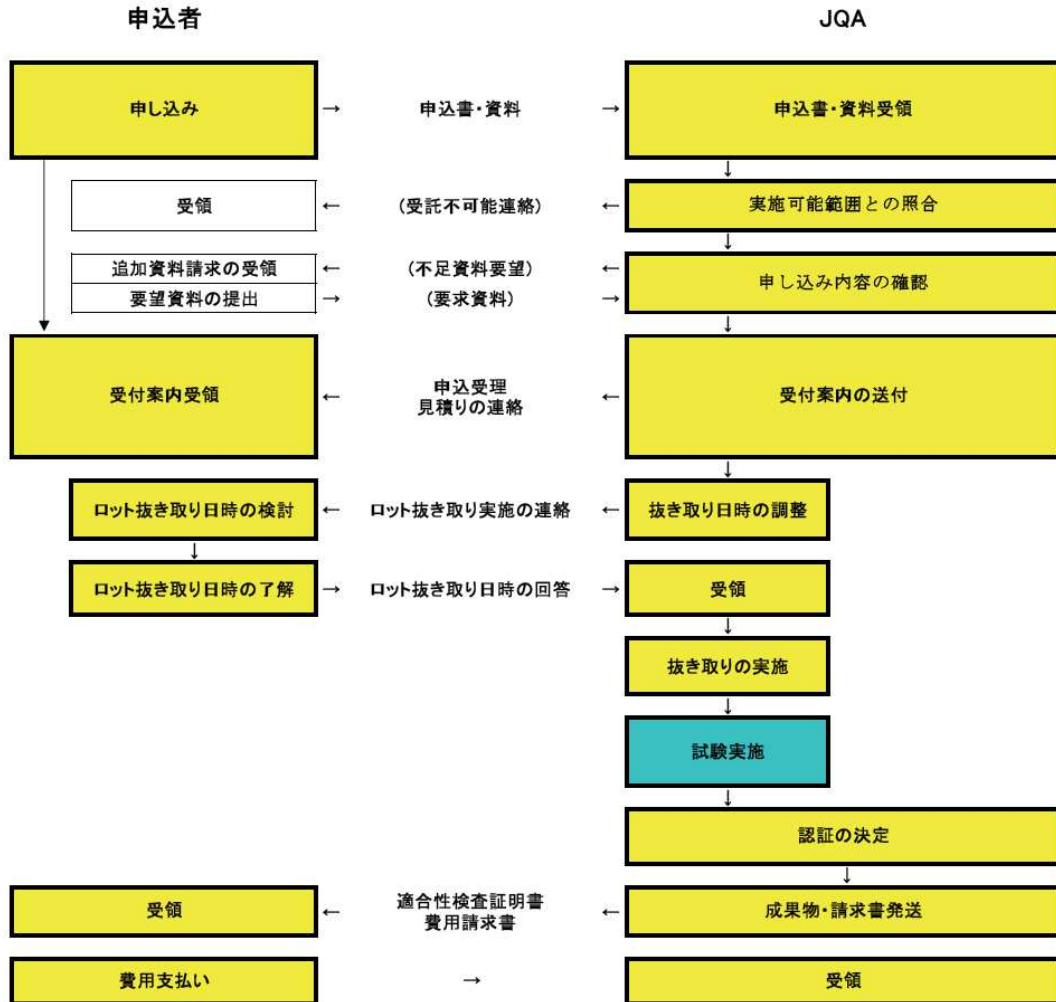 申込者
JQA
申し込み
→
申込書・資料
→
申込書・資料受領
↓
↓
受領
←
(受託不可能連絡)
←
実施可能範囲との照合
↓
追加資料請求の受領
←
(不足資料要望)
←
申し込み内容の確認
要望資料の提出
→
(要求資料)
→
↓
受付案内受領
←
申込受理
見積りの連絡
←
受付案内の送付
↓
ロット抜き取り日時の検討
←
ロット抜き取り実施の連絡
←
抜き取り日時の調整
↓
ロット抜き取り日時の了解
→
ロット抜き取り日時の回答
→
受領
↓
抜き取りの実施
↓
試験実施
↓
認証の決定
↓
受領
←
適合性検査証明書
費用請求書
←
成果物・請求書発送
費用支払い
→
受領